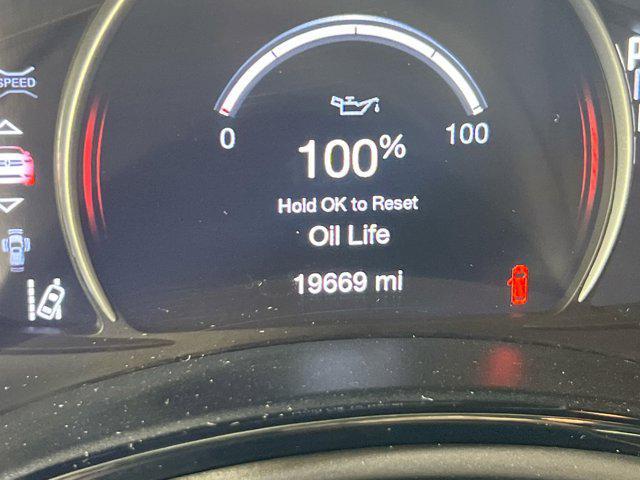 SPEED
0
100
100%
Hold OK to Reset
Oil Life
19669 mi
P